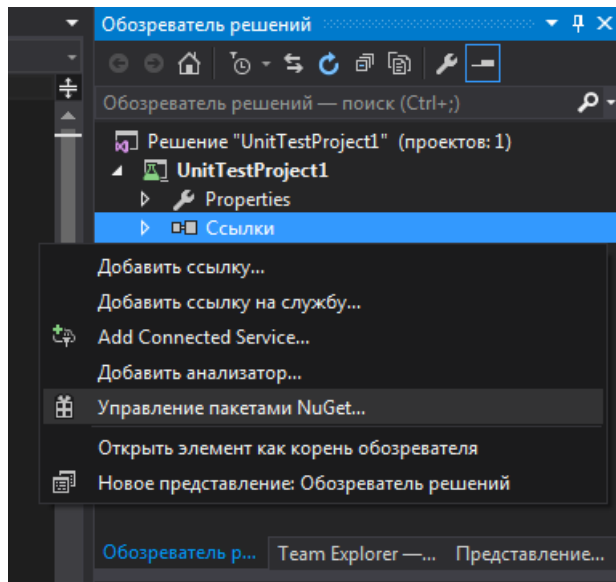 Обозреватель решений
Обозреватель решений — поиск (Ctrl+;)
Решение "UnitTestProject1" (проектов: 1)
UnitTestProject1
Properties
Ссылки
Добавить ссылку...
Добавить ссылку на службу...
Add Connected Service...
Добавить анализатор...
Управление пакетами NuGet...
Открыть элемент как корень обозревателя
Новое представление: Обозреватель решений
Обозреватель р... Team Explorer —... Представление...